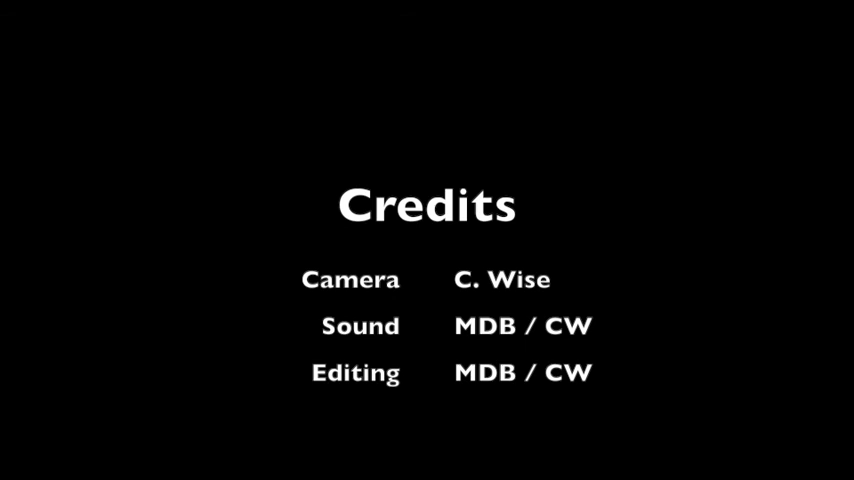 Credits
Camera C. Wise
Sound MDB / CW
Editing MDB / CW